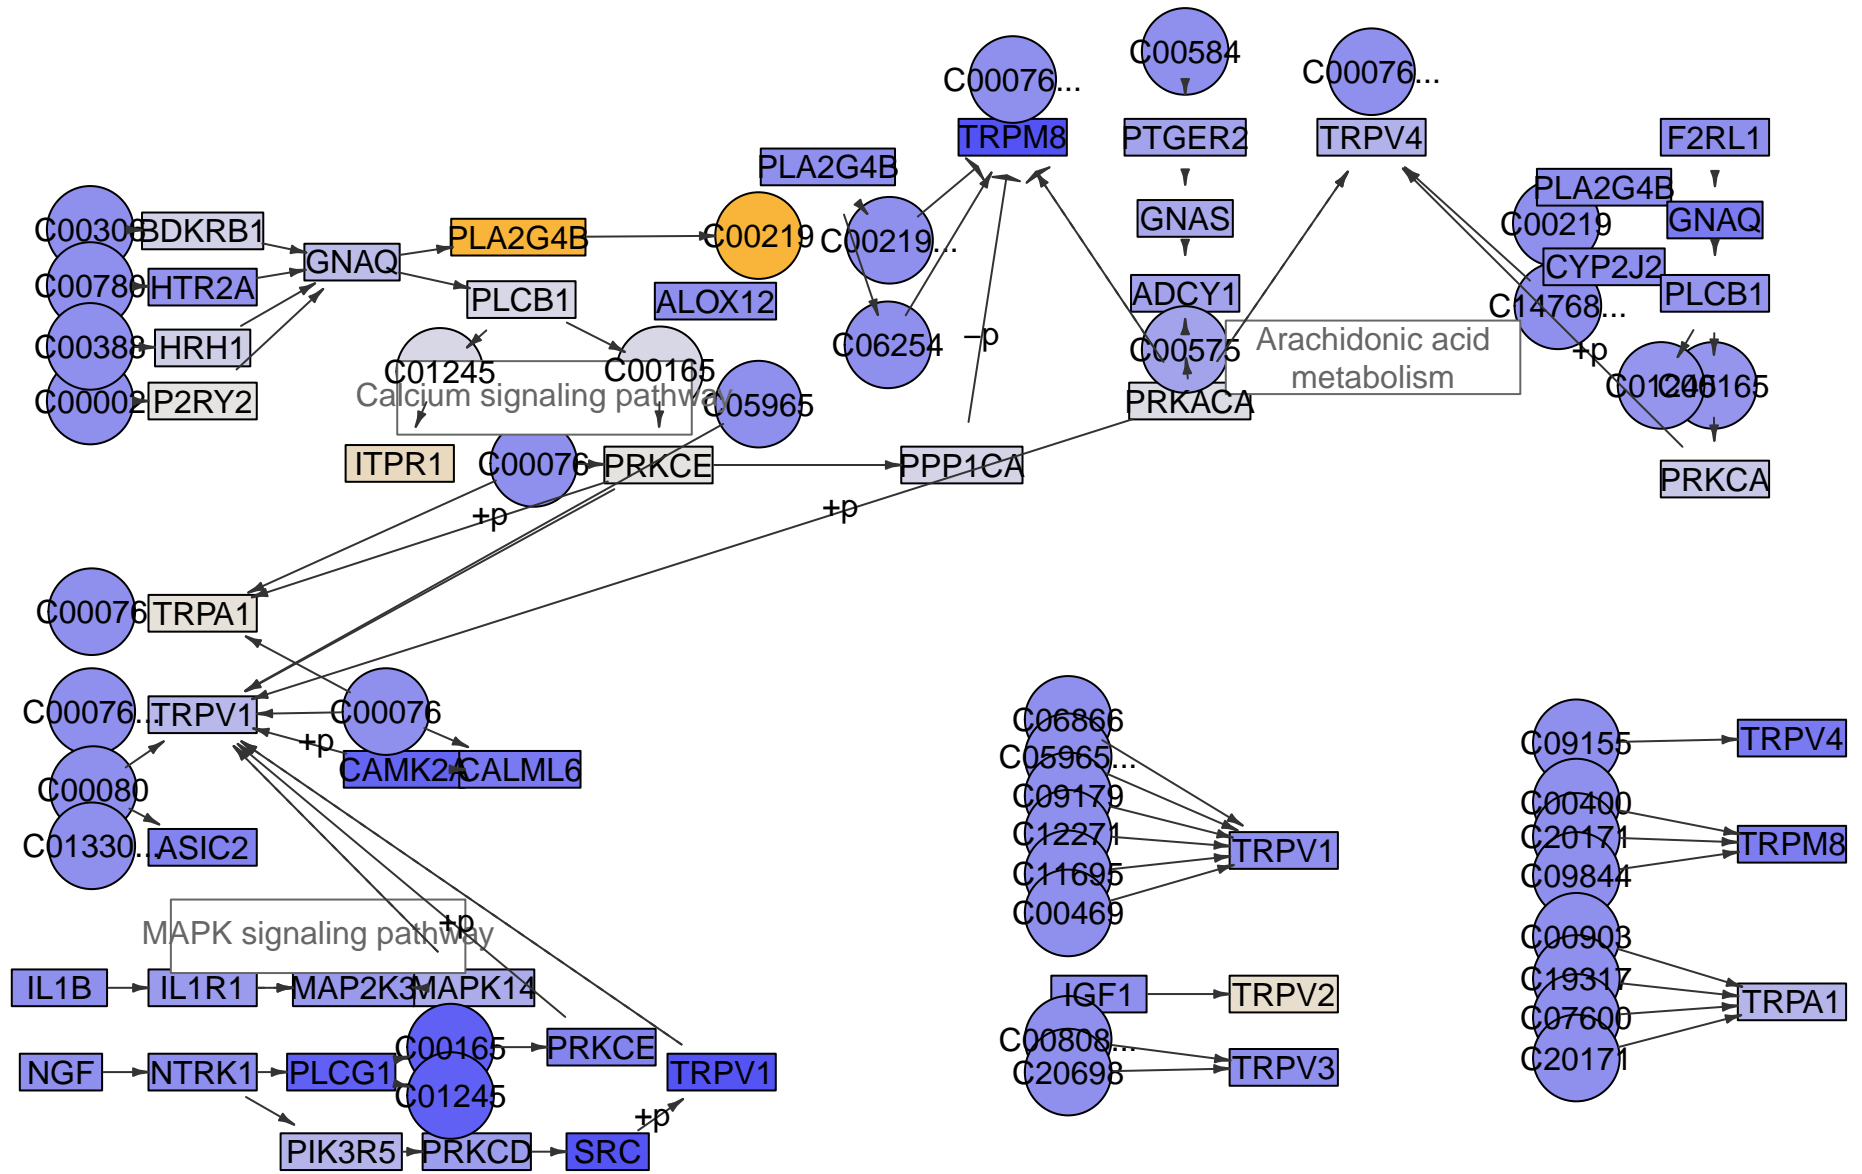 C00584
C00076...
C00076...
TRPM8
PTGER2
TRPV4
F2RL1
PLA2G4B
PLA2G4B
GNAS
C00219
GNAQ
BDKRB1
PLA2G4B
C00219
C00219...
GNAQ
CYP2J2
C00780
HTR2A
PLCB1
ALOX12
ADCY1
C14768...
PLCB1
C00388
HRH1
C01245
C00165
C06254
–p
C00575
Arachidonic acid
metabolism
+p
C00002
P2RY2
Calcium signaling pathway
C05965
PRKACA
ITPR1
C00076
PRKCE
PPP1CA
PRKCA
+p
+p
C00076
TRPA1
C00076...
TRPV1
C00076
+p
CALML6
C00080
C01330...
ASIC2
C06866
C05965...
C09179
C12271
C11695
C00469
TRPV1
C09155
TRPV4
C00400
C20171
C09844
TRPM8
MAPK signaling pathway
+p
C00903
C19317
C07600
C20171
TRPA1
IL1B
IL1R1
MAP2K3
MAPK14
IGF1
TRPV2
C00165
PRKCE
C00808...
C20698
TRPV3
NGF
NTRK1
PLCG1
C01245
TRPV1
+p
PIK3R5
PRKCD
SRC